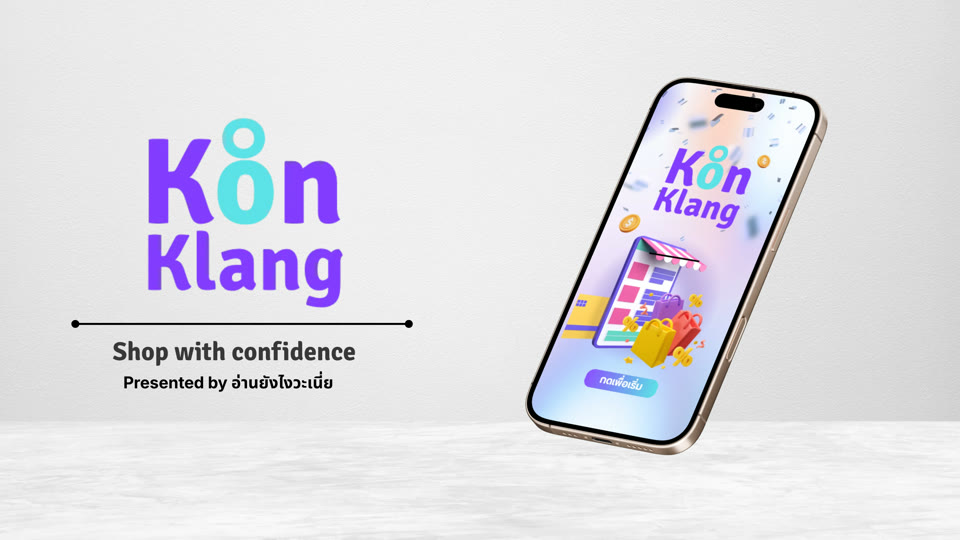 Kon
Klang
Shop with confidence
Presented by อ่านยังไงวะเนี่ย
Kon
Klang
กดเพื่อเริ่ม